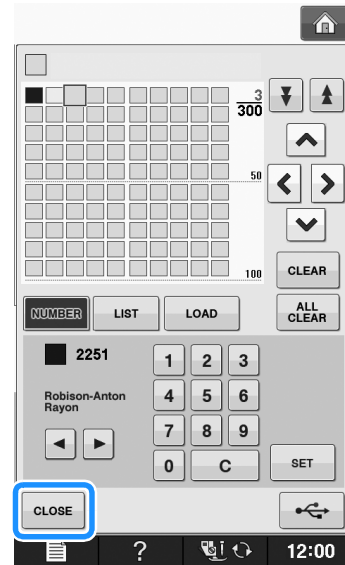 3
300
50
100
CLEAR
NUMBER LIST LOAD ALL CLEAR
2251
Robison-Anton
Rayon
1 2 3
4 5 6
7 8 9
0 C SET
CLOSE
? 12:00